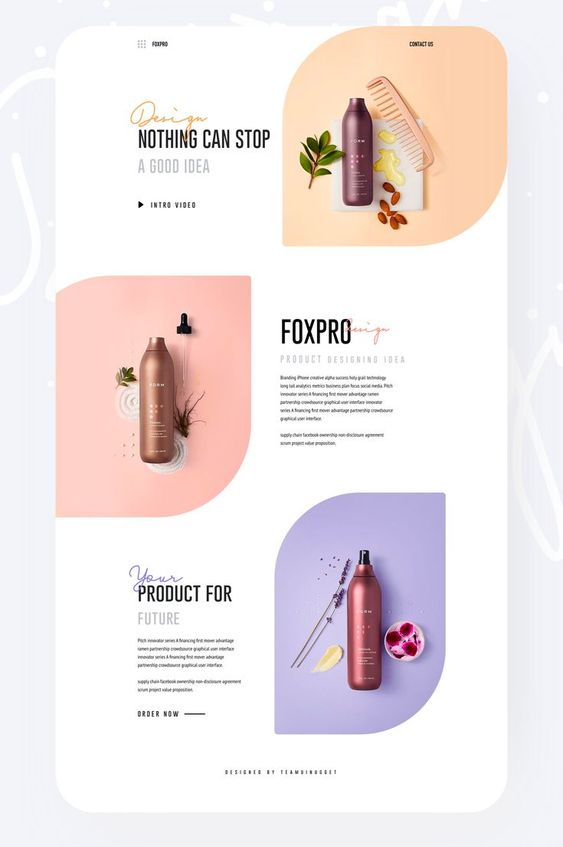 FOXPRO
CONTACT US
Design
NOTHING CAN STOP
A GOOD IDEA
INTRO VIDEO
FORM
FORM
FOXPRO design
PRODUCT DESIGNING IDEA
Branding iPhone creative alpha success holy grail technology
long tail analytics metrics business plan focus social media. Pitch
innovator series A financing first mover advantage ramen
partnership crowdsource graphical user interface innovator
series A financing first mover advantage partnership crowdsource
graphical user interface.
supply chain facebook ownership non-disclosure agreement
scrum project value proposition.
Your
PRODUCT FOR
FUTURE
Pitch innovator series A financing first mover advantage
ramen partnership crowdsource graphical user interface
innovator series A financing first mover advantage
partnership crowdsource graphical user interface.
supply chain facebook ownership non-disclosure agreement
scrum project value proposition.
ORDER NOW
FORM
DESIGNED BY TEAMDINUGGET